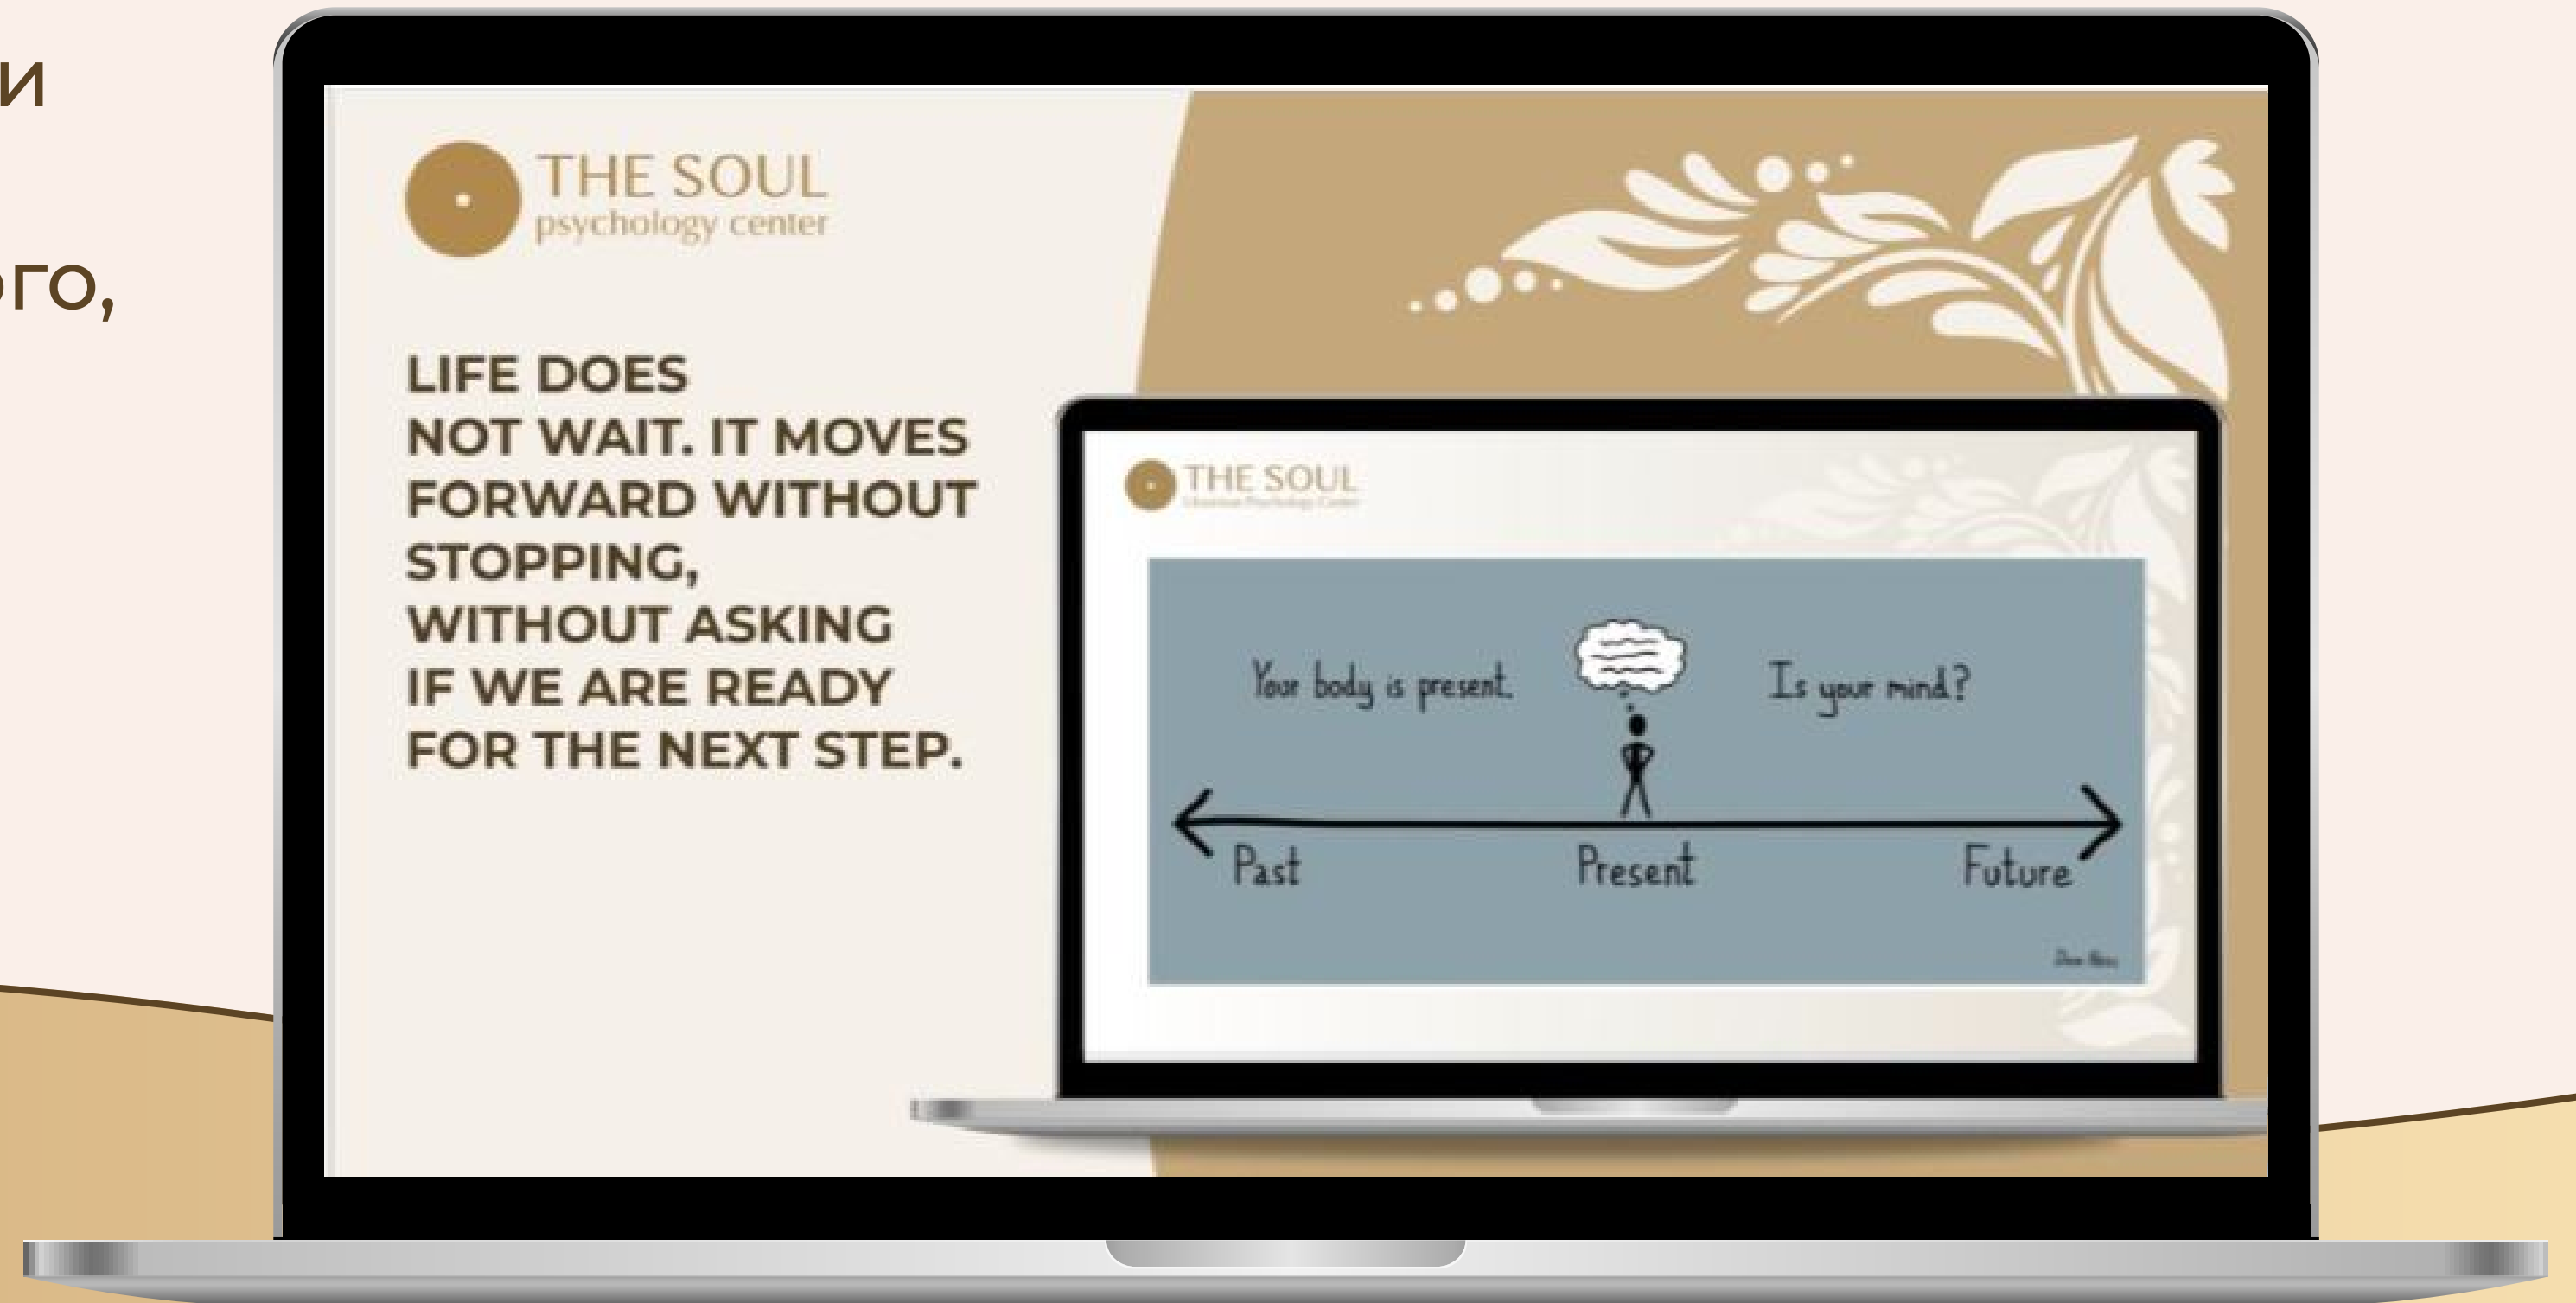 и
ого,
THE SOUL
psychology center
LIFE DOES
NOT WAIT. IT MOVES
FORWARD WITHOUT
STOPPING,
WITHOUT ASKING
IF WE ARE READY
FOR THE NEXT STEP.
THE SOUL
Your body is present.
Is your mind?
Past
Present
Future